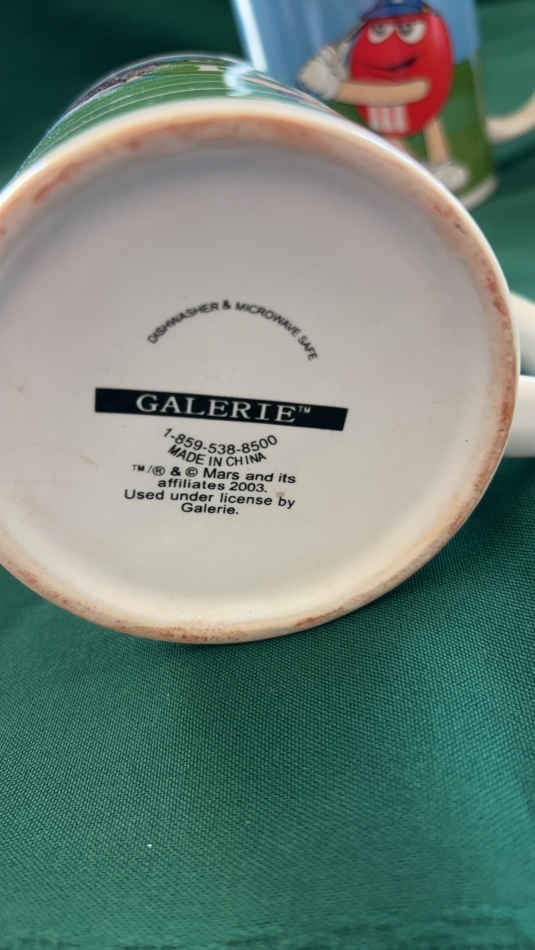 DISHWASHER & MICROWAVE SAFE
GALERIE™
1-859-538-8500
MADE IN CHINA
™/® & © Mars and its
affiliates 2003.
Used under license by
Galerie.